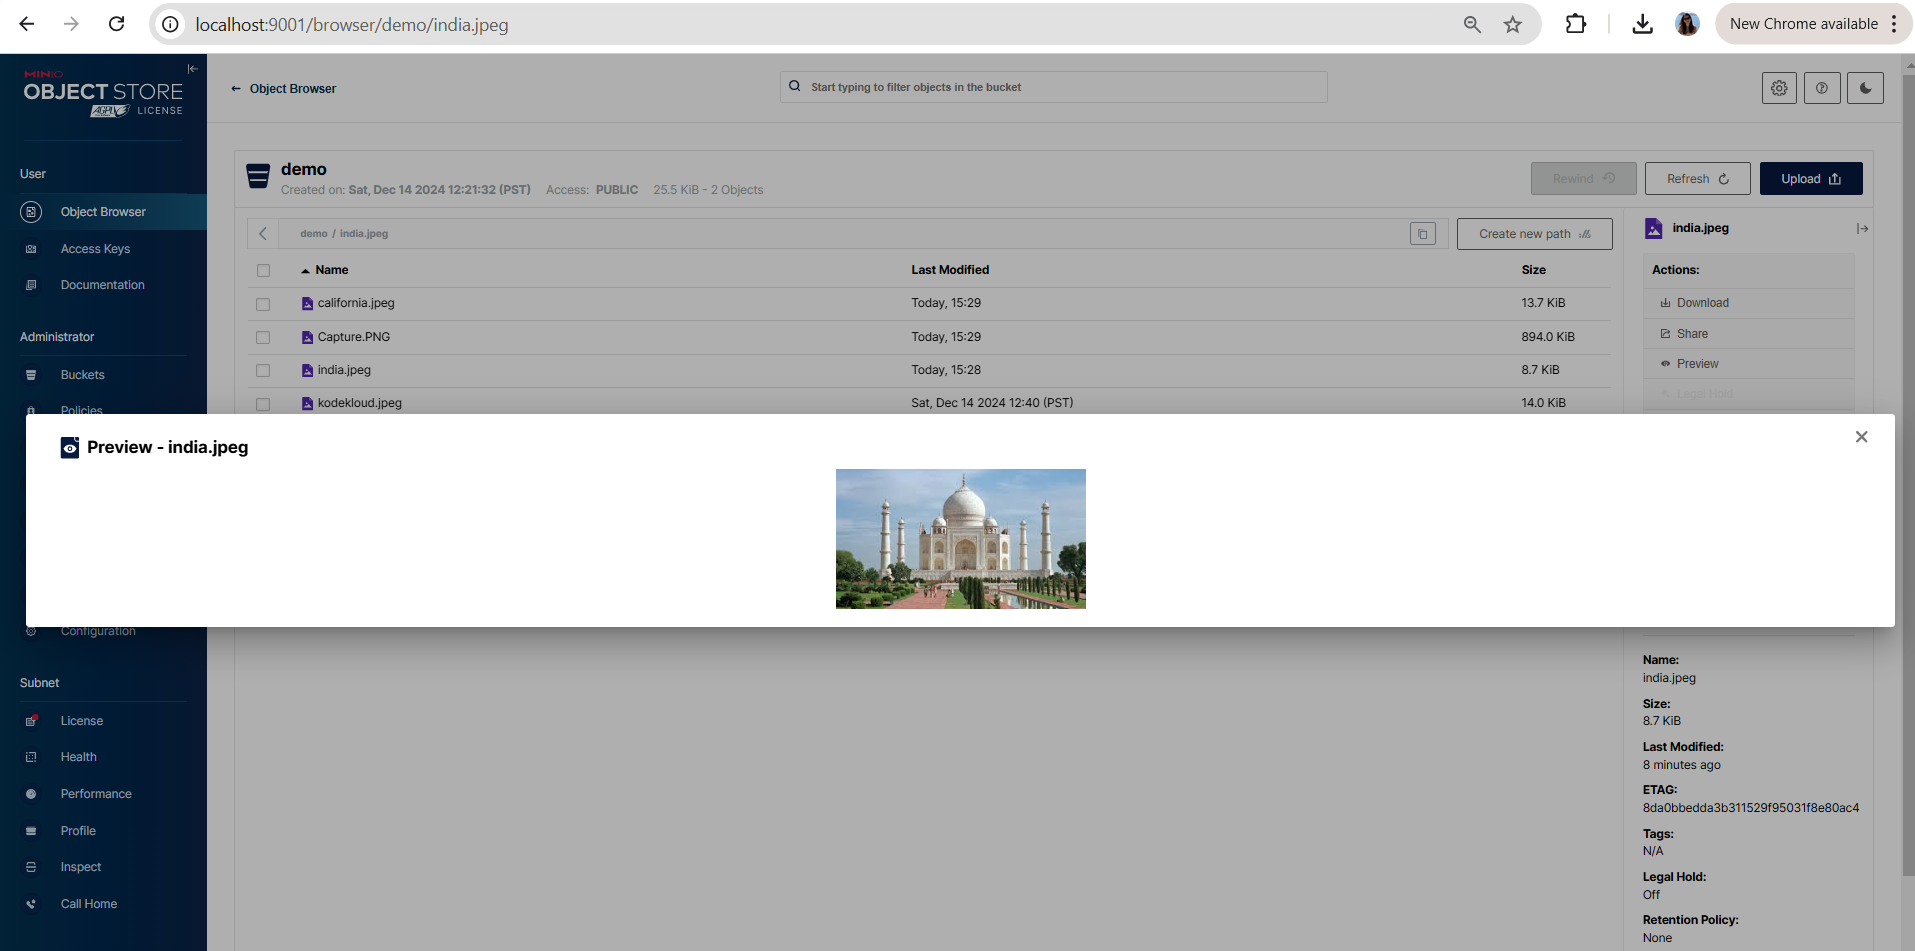 localhost:9001/browser/demo/india.jpeg
New Chrome available
MINIO
OBJECT STORE
AGPLv3 LICENSE
User
Object Browser
Access Keys
Documentation
Administrator
Buckets
Policies
Configuration
Subnet
License
Health
Performance
Profile
Inspect
Call Home
Object Browser
Start typing to filter objects in the bucket
demo
Created on: Sat, Dec 14 2024 12:21:32 (PST) Access: PUBLIC 25.5 KiB - 2 Objects
Rewind
Refresh
Upload
demo / india.jpeg
Create new path
Name Last Modified Size
california.jpeg Today, 15:29 13.7 KiB
Capture.PNG Today, 15:29 894.0 KiB
india.jpeg Today, 15:28 8.7 KiB
kodekloud.jpeg Sat, Dec 14 2024 12:40 (PST) 14.0 KiB
india.jpeg
Actions:
Download
Share
Preview
Legal Hold
Preview - india.jpeg
Name:
india.jpeg
Size:
8.7 KiB
Last Modified:
8 minutes ago
ETAG:
8da0bbedda3b311529f95031f8e80ac4
Tags:
N/A
Legal Hold:
Off
Retention Policy:
None